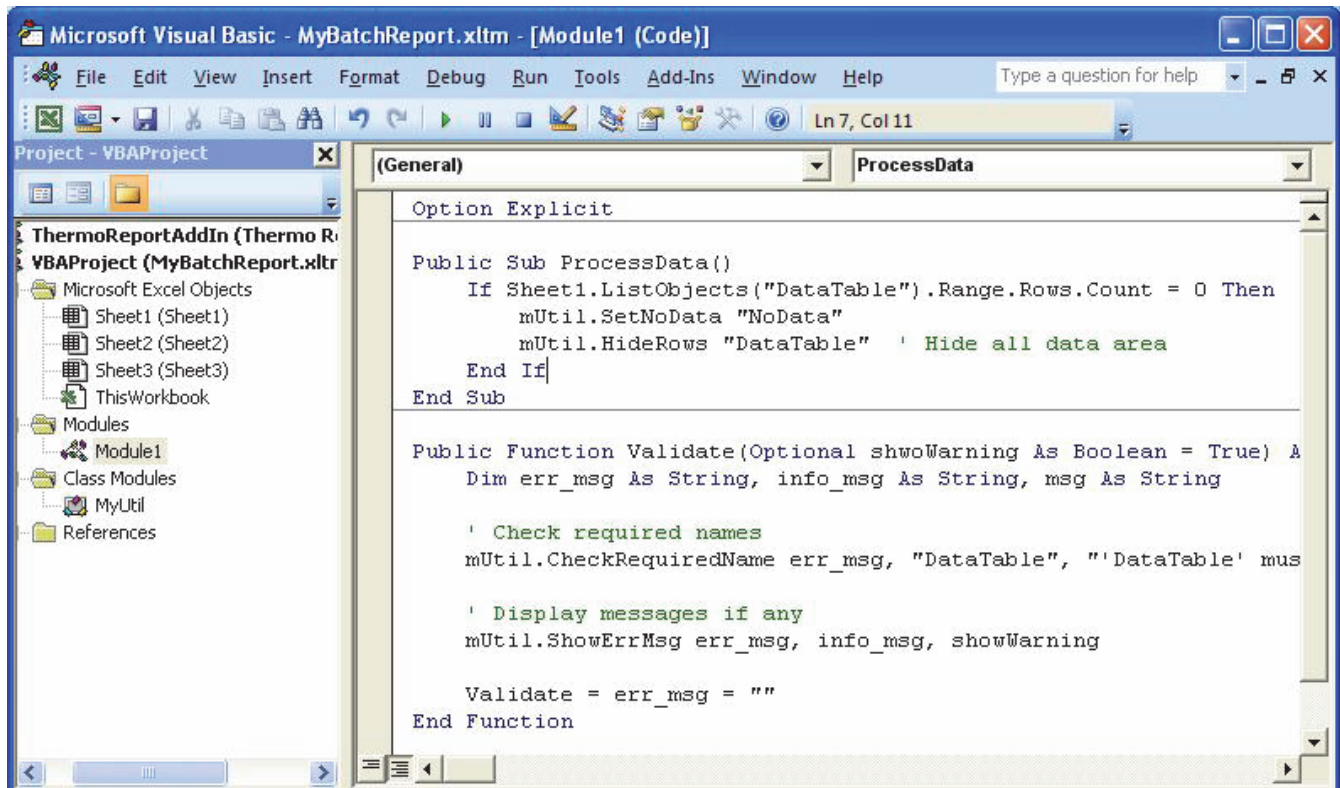 Microsoft Visual Basic - MyBatchReport.xltm - [Module1 (Code)]
File Edit View Insert Format Debug Run Tools Add-Ins Window Help Type a question for help
Ln 7, Col 11
Project - VBAProject
(General) ProcessData
ThermoReportAddIn (Thermo R
VBAProject (MyBatchReport.xltr
Microsoft Excel Objects
Sheet1 (Sheet1)
Sheet2 (Sheet2)
Sheet3 (Sheet3)
ThisWorkbook
Modules
Module1
Class Modules
MyUtil
References
Option Explicit
Public Sub ProcessData()
If Sheet1.ListObjects("DataTable").Range.Rows.Count = 0 Then
mUtil.SetNoData "NoData"
mUtil.HideRows "DataTable" ' Hide all data area
End If
End Sub
Public Function Validate(Optional shwoWarning As Boolean = True) A
Dim err_msg As String, info_msg As String, msg As String
' Check required names
mUtil.CheckRequiredName err_msg, "DataTable", "'DataTable' mus
' Display messages if any
mUtil.ShowErrMsg err_msg, info_msg, showWarning
Validate = err_msg = ""
End Function